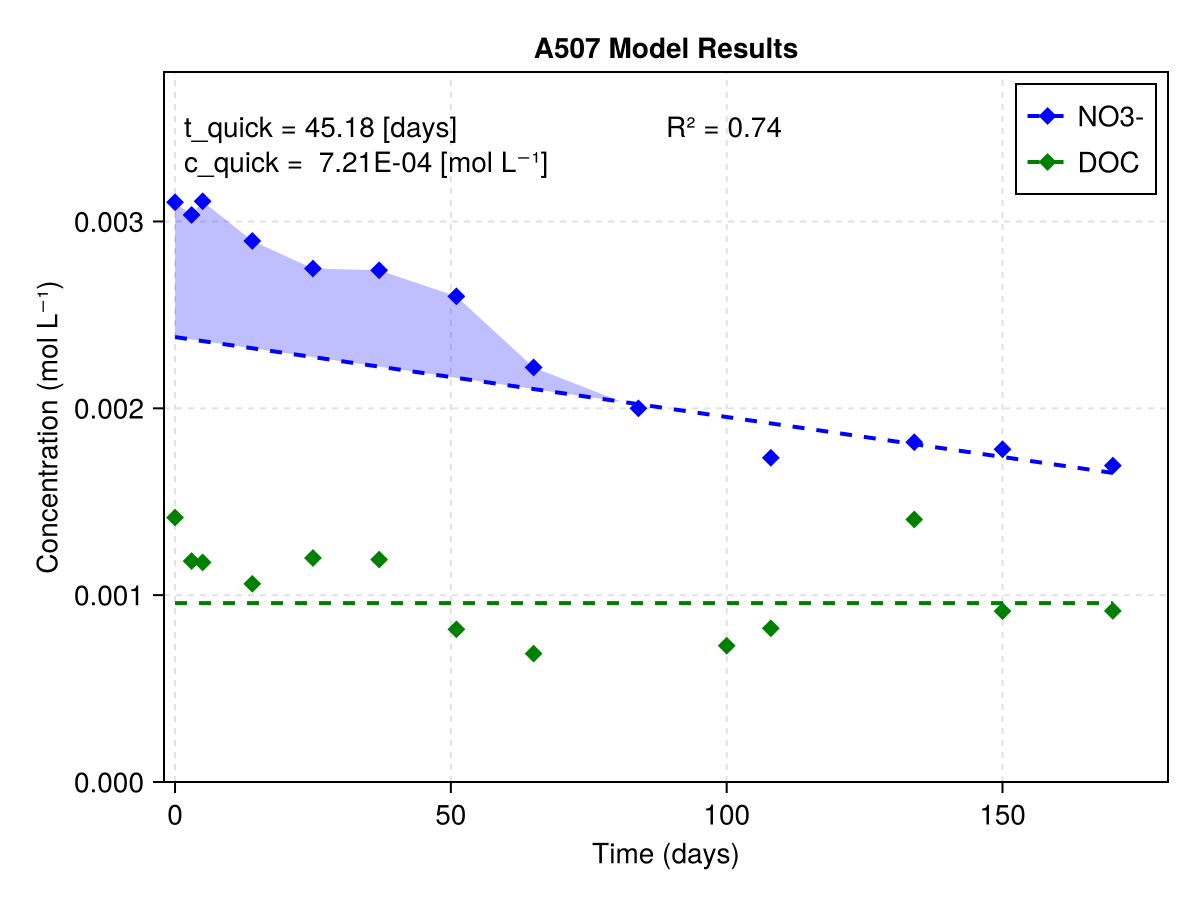 A507 Model Results
t_quick = 45.18 [days]
R² = 0.74
c_quick =  7.21E-04 [mol L⁻¹]
NO3-
DOC
Concentration (mol L⁻¹)
0.003
0.002
0.001
0.000
0
50
100
150
Time (days)